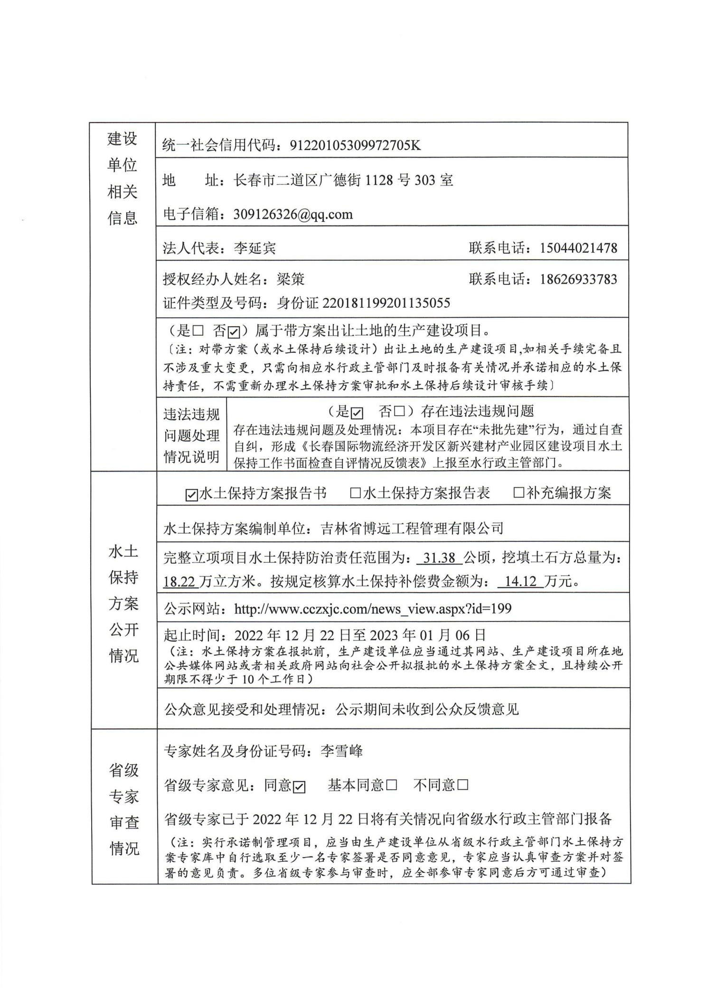 建设
单位
相关
信息
统一社会信用代码：91220105309972705K
地　　址：长春市二道区广德街 1128 号 303 室
电子信箱：309126326@qq.com
法人代表：李延宾　联系电话：15044021478
授权经办人姓名：梁策　联系电话：18626933783
证件类型及号码：身份证 220181199201135055
（是□ 否☑）属于带方案出让土地的生产建设项目。
〔注：对带方案（或水土保持后续设计）出让土地的生产建设项目,如相关手续完备且
不涉及重大变更，只需向相应水行政主管部门及时报备有关情况并承诺相应的水土保
持责任，不需重新办理水土保持方案审批和水土保持后续设计审核手续〕
违法违规
问题处理
情况说明
（是☑ 否□）存在违法违规问题
存在违法违规问题及处理情况：本项目存在“未批先建”行为，通过自查
自纠，形成《长春国际物流经济开发区新兴建材产业园区建设项目水土
保持工作书面检查自评情况反馈表》上报至水行政主管部门。
水土
保持
方案
公开
情况
☑水土保持方案报告书 □水土保持方案报告表 □补充编报方案
水土保持方案编制单位：吉林省博远工程管理有限公司
完整立项项目水土保持防治责任范围为： 31.38 公顷，挖填土石方总量为：
18.22 万立方米。按规定核算水土保持补偿费金额为： 14.12 万元。
公示网站：http://www.cczxjc.com/news_view.aspx?id=199
起止时间：2022 年 12 月 22 日至 2023 年 01 月 06 日
（注：水土保持方案在报批前，生产建设单位应当通过其网站、生产建设项目所在地
公共媒体网站或者相关政府网站向社会公开拟报批的水土保持方案全文，且持续公开
期限不得少于 10 个工作日）
公众意见接受和处理情况：公示期间未收到公众反馈意见
省级
专家
审查
情况
专家姓名及身份证号码：李雪峰
省级专家意见：同意☑ 基本同意□ 不同意□
省级专家已于 2022 年 12 月 22 日将有关情况向省级水行政主管部门报备
（注：实行承诺制管理项目，应当由生产建设单位从省级水行政主管部门水土保持方
案专家库中自行选取至少一名专家签署是否同意意见，专家应当认真审查方案并对签
署的意见负责。多位省级专家参与审查时，应全部参审专家同意后方可通过审查）